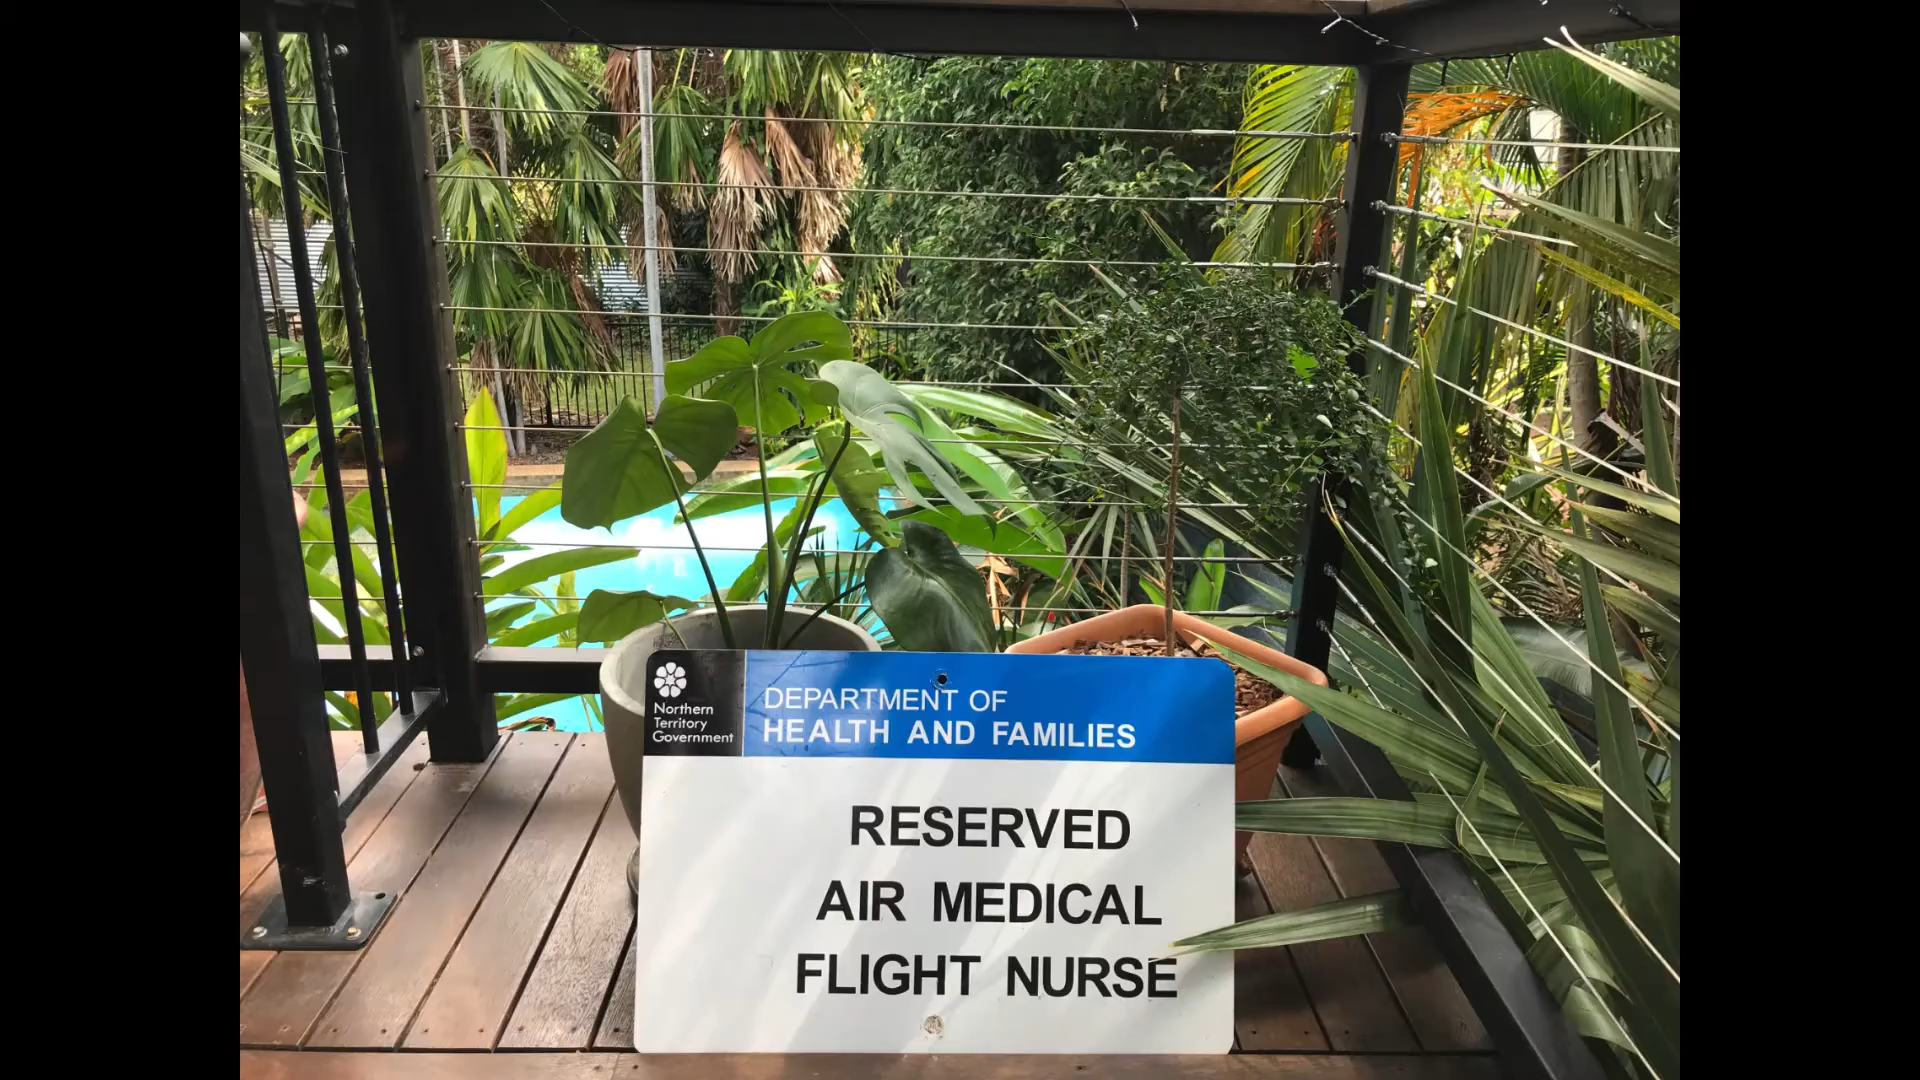 Northern
Territory
Government
DEPARTMENT OF
HEALTH AND FAMILIES
RESERVED
AIR MEDICAL
FLIGHT NURSE